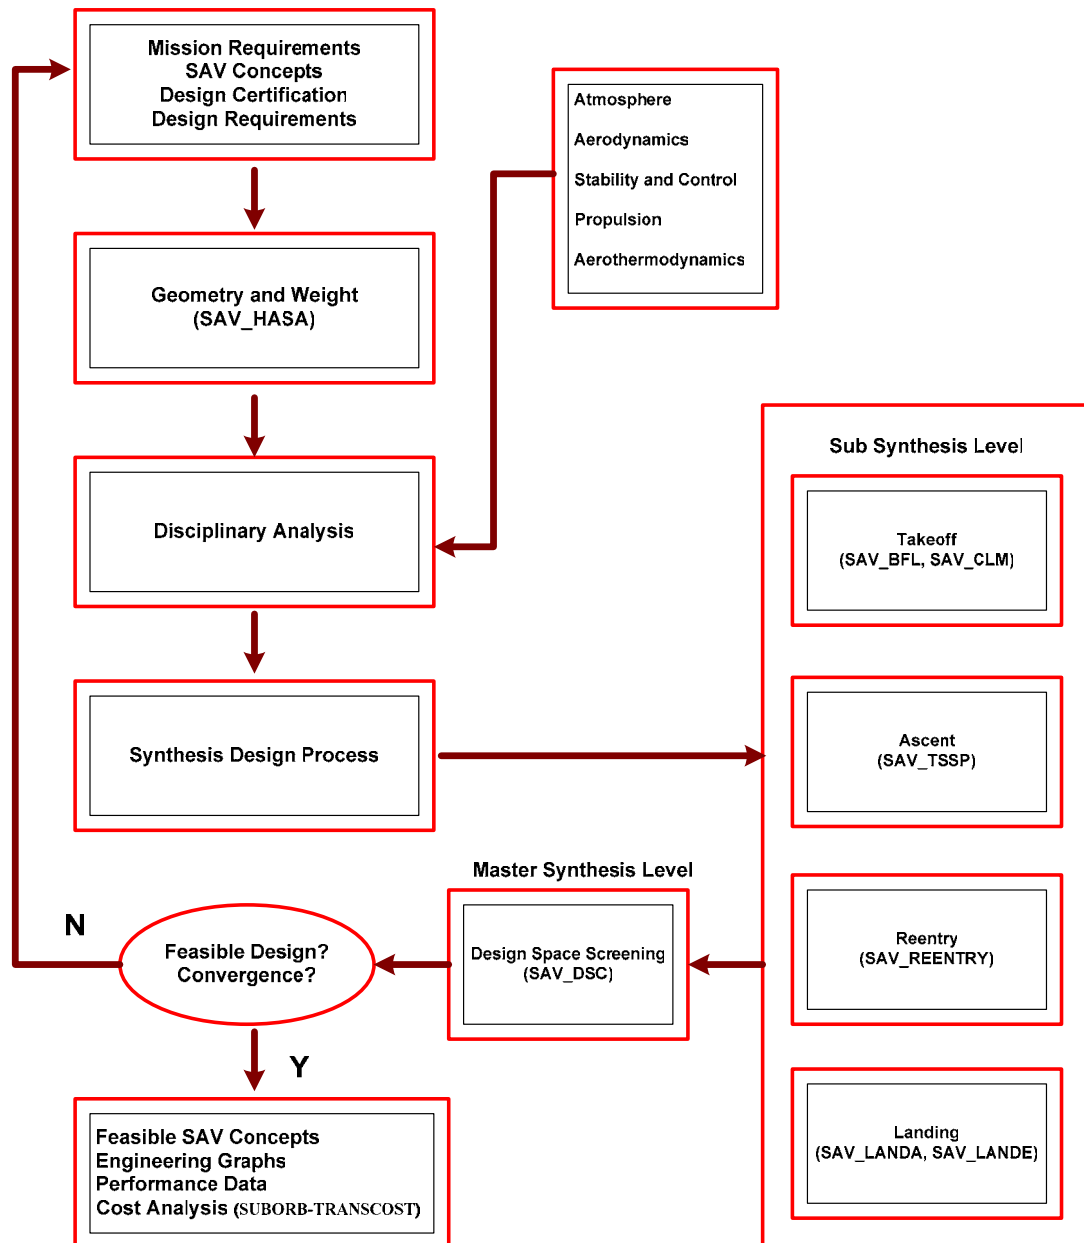 Mission Requirements
SAV Concepts
Design Certification
Design Requirements
Atmosphere
Aerodynamics
Stability and Control
Propulsion
Aerothermodynamics
Geometry and Weight
(SAV_HASA)
Disciplinary Analysis
Synthesis Design Process
Sub Synthesis Level
Takeoff
(SAV_BFL, SAV_CLM)
Ascent
(SAV_TSSP)
Reentry
(SAV_REENTRY)
Landing
(SAV_LANDA, SAV_LANDE)
Master Synthesis Level
Design Space Screening
(SAV_DSC)
N
Feasible Design?
Convergence?
Y
Feasible SAV Concepts
Engineering Graphs
Performance Data
Cost Analysis (SUBORB-TRANSCOST)